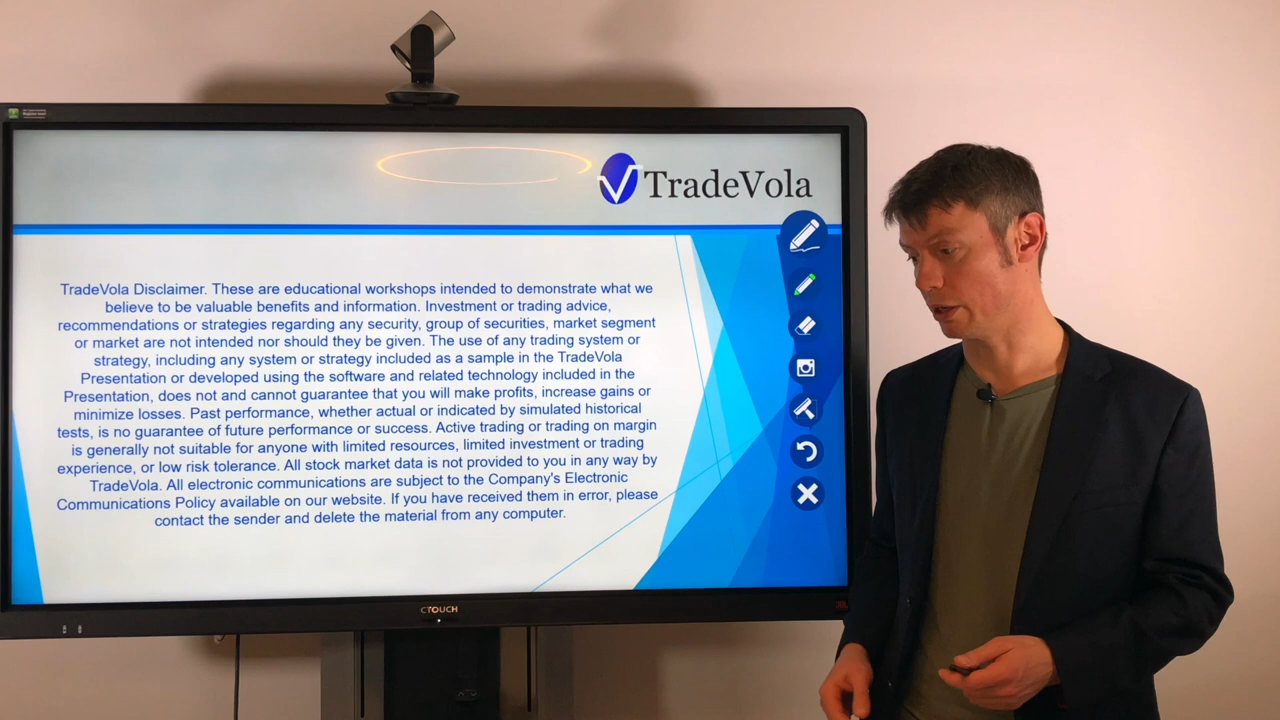 TradeVola
TradeVola Disclaimer. These are educational workshops intended to demonstrate what we
believe to be valuable benefits and information. Investment or trading advice,
recommendations or strategies regarding any security, group of securities, market segment
or market are not intended nor should they be given. The use of any trading system or
strategy, including any system or strategy included as a sample in the TradeVola
Presentation or developed using the software and related technology included in the
Presentation, does not and cannot guarantee that you will make profits, increase gains or
minimize losses. Past performance, whether actual or indicated by simulated historical
tests, is no guarantee of future performance or success. Active trading or trading on margin
is generally not suitable for anyone with limited resources, limited investment or trading
experience, or low risk tolerance. All stock market data is not provided to you in any way by
TradeVola. All electronic communications are subject to the Company's Electronic
Communications Policy available on our website. If you have received them in error, please
contact the sender and delete the material from any computer.
CTOUCH